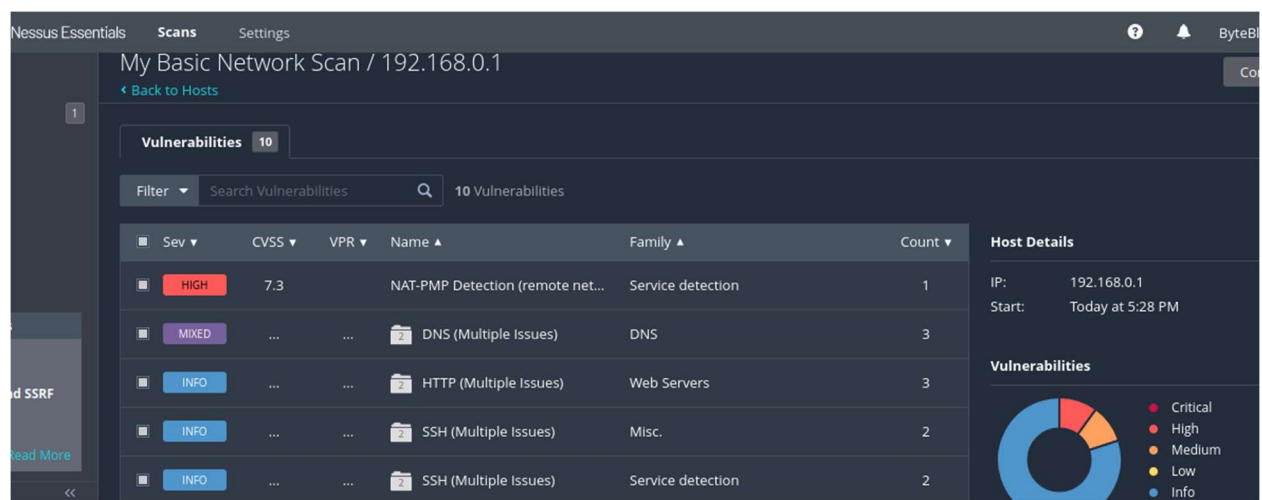 Nessus Essentials Scans Settings ByteBl
My Basic Network Scan / 192.168.0.1
Back to Hosts
Con
1
Vulnerabilities 10
Filter Search Vulnerabilities 10 Vulnerabilities
Sev CVSS VPR Name Family Count
HIGH 7.3 NAT-PMP Detection (remote net... Service detection 1
MIXED ... ... 2 DNS (Multiple Issues) DNS 3
INFO ... ... 2 HTTP (Multiple Issues) Web Servers 3
INFO ... ... 2 SSH (Multiple Issues) Misc. 2
INFO ... ... 2 SSH (Multiple Issues) Service detection 2
Host Details
IP: 192.168.0.1
Start: Today at 5:28 PM
Vulnerabilities
Critical
High
Medium
Low
Info
d SSRF
Read More